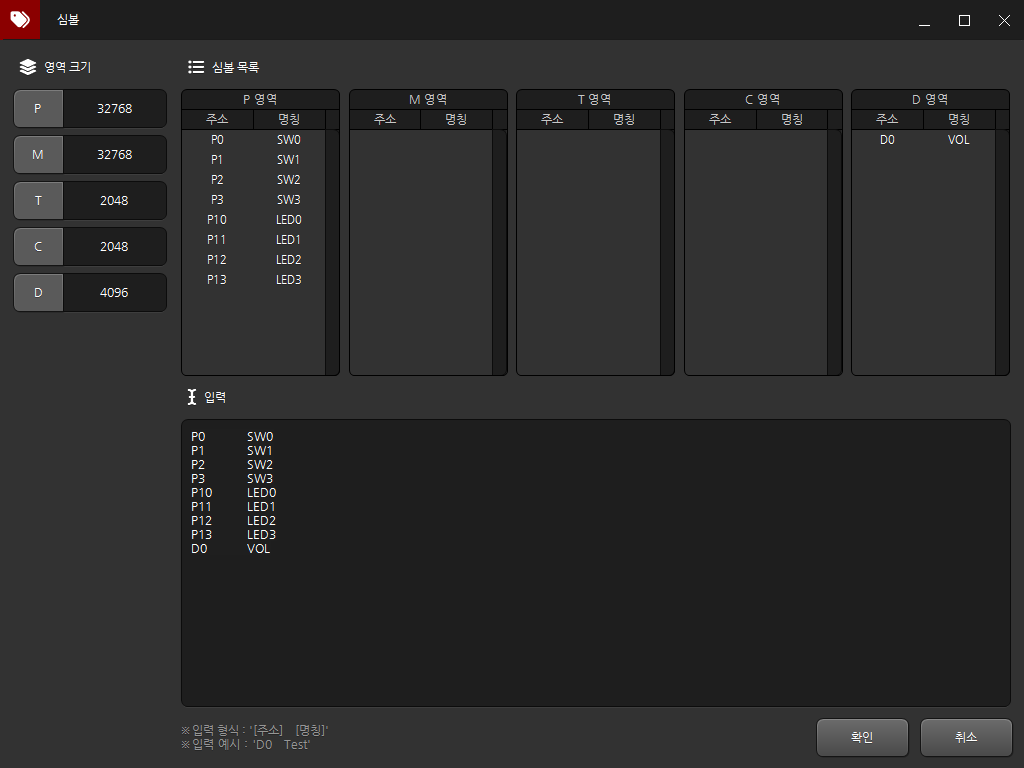 심볼
영역 크기
P 32768
M 32768
T 2048
C 2048
D 4096
심볼 목록
P 영역
주소 명칭
P0 SW0
P1 SW1
P2 SW2
P3 SW3
P10 LED0
P11 LED1
P12 LED2
P13 LED3
M 영역
주소 명칭
T 영역
주소 명칭
C 영역
주소 명칭
D 영역
주소 명칭
D0 VOL
입력
P0 SW0
P1 SW1
P2 SW2
P3 SW3
P10 LED0
P11 LED1
P12 LED2
P13 LED3
D0 VOL
※ 입력 형식 : '[주소] [명칭]'
※ 입력 예시 : 'D0 Test'
확인
취소